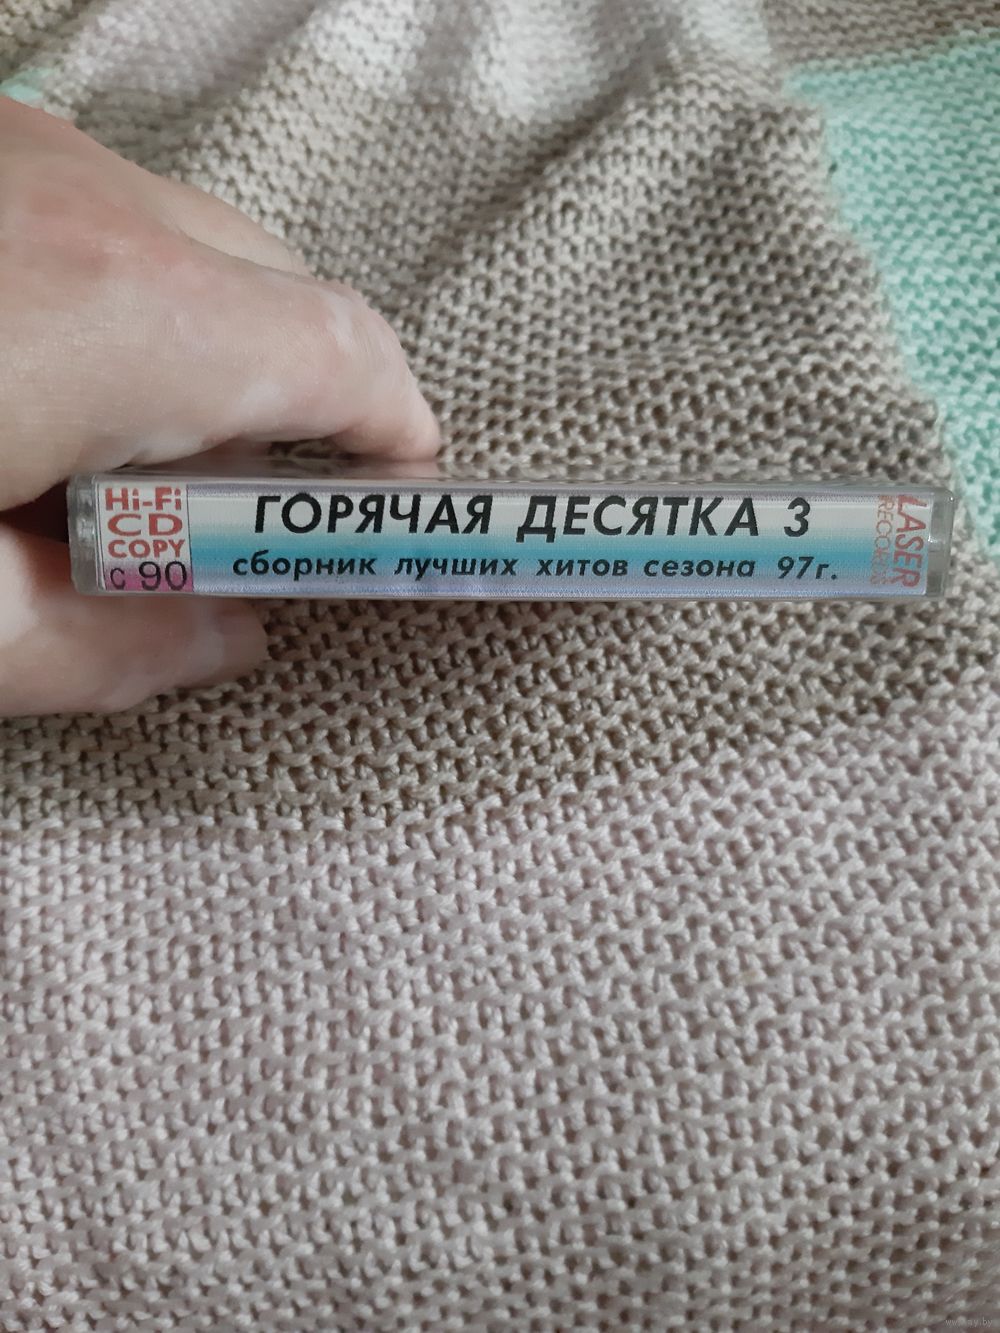 Hi-Fi
CD
COPY
C 90
ГОРЯЧАЯ ДЕСЯТКА 3
сборник лучших хитов сезона 97г.
LASER
RECORDS